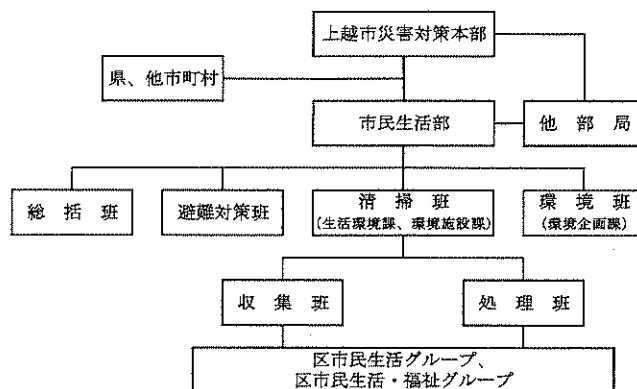 上越市災害対策本部
県、他市町村
市民生活部
他部局
総括班
避難対策班
清掃班
(生活環境課、環境施設課)
環境班
(環境企画課)
収集班
処理班
区市民生活グループ、
区市民生活・福祉グループ